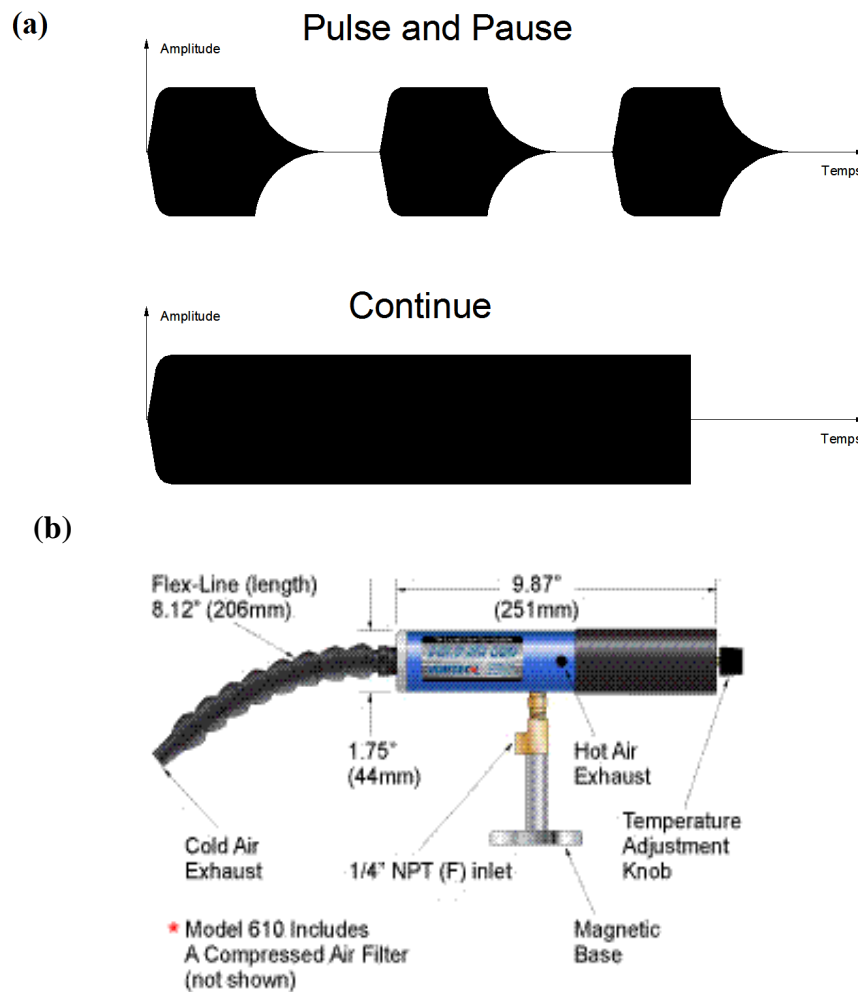 (a)
Pulse and Pause
Amplitude
Temps
Continue
Amplitude
Temps
(b)
Flex-Line (length)
8.12" (206mm)
9.87"
(251mm)
1.75"
(44mm)
Hot Air
Exhaust
Cold Air
Exhaust
1/4" NPT (F) inlet
Temperature
Adjustment
Knob
* Model 610 Includes
A Compressed Air Filter
(not shown)
Magnetic
Base